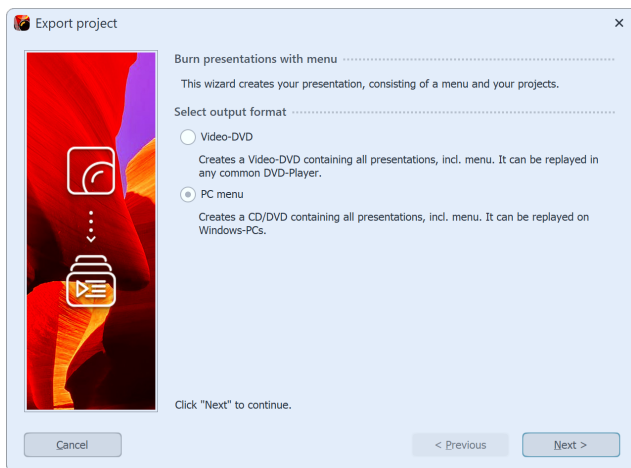 Export project
Burn presentations with menu
This wizard creates your presentation, consisting of a menu and your projects.
Select output format
Video-DVD
Creates a Video-DVD containing all presentations, incl. menu. It can be replayed in
any common DVD-Player.
PC menu
Creates a CD/DVD containing all presentations, incl. menu. It can be replayed on
Windows-PCs.
Click "Next" to continue.
Cancel
< Previous
Next >